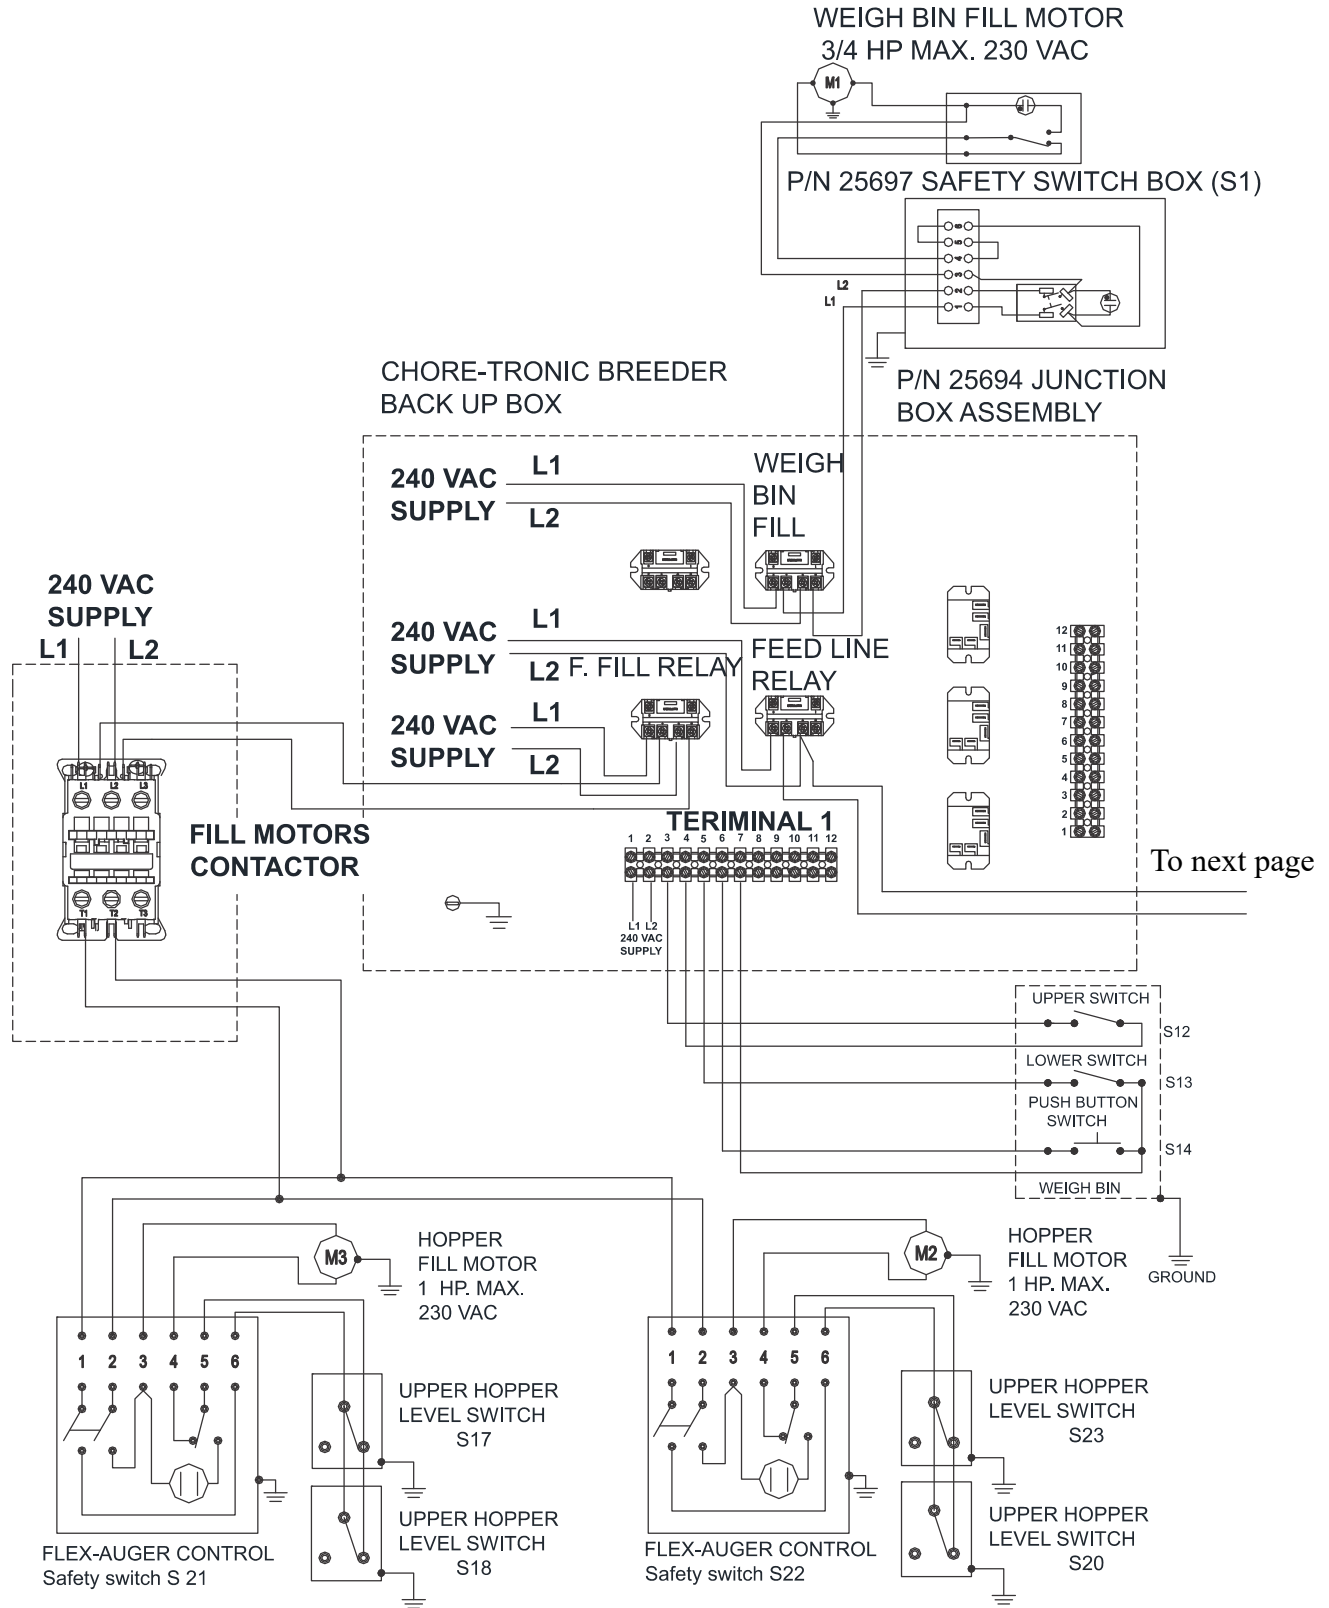 WEIGH BIN FILL MOTOR
3/4 HP MAX. 230 VAC
M1
P/N 25697 SAFETY SWITCH BOX (S1)
6
5
4
3
2
1
L2
L1
P/N 25694 JUNCTION
BOX ASSEMBLY
CHORE-TRONIC BREEDER
BACK UP BOX
240 VAC
SUPPLY
L1
L2
WEIGH
BIN
FILL
240 VAC
SUPPLY
L1
L2
240 VAC
SUPPLY
L1
L2
F. FILL RELAY
FEED LINE
RELAY
240 VAC
SUPPLY
L1
L2
L1 L2 L3
T1 T2 T3
FILL MOTORS
CONTACTOR
12
11
10
9
8
7
6
5
4
3
2
1
TERIMINAL 1
1 2 3 4 5 6 7 8 9 10 11 12
L1 L2
240 VAC
SUPPLY
To next page
UPPER SWITCH
S12
LOWER SWITCH
S13
PUSH BUTTON
SWITCH
S14
WEIGH BIN
GROUND
M3
HOPPER
FILL MOTOR
1 HP. MAX.
230 VAC
1 2 3 4 5 6
UPPER HOPPER
LEVEL SWITCH
S17
UPPER HOPPER
LEVEL SWITCH
S18
FLEX-AUGER CONTROL
Safety switch S 21
M2
HOPPER
FILL MOTOR
1 HP. MAX.
230 VAC
1 2 3 4 5 6
UPPER HOPPER
LEVEL SWITCH
S23
UPPER HOPPER
LEVEL SWITCH
S20
FLEX-AUGER CONTROL
Safety switch S22